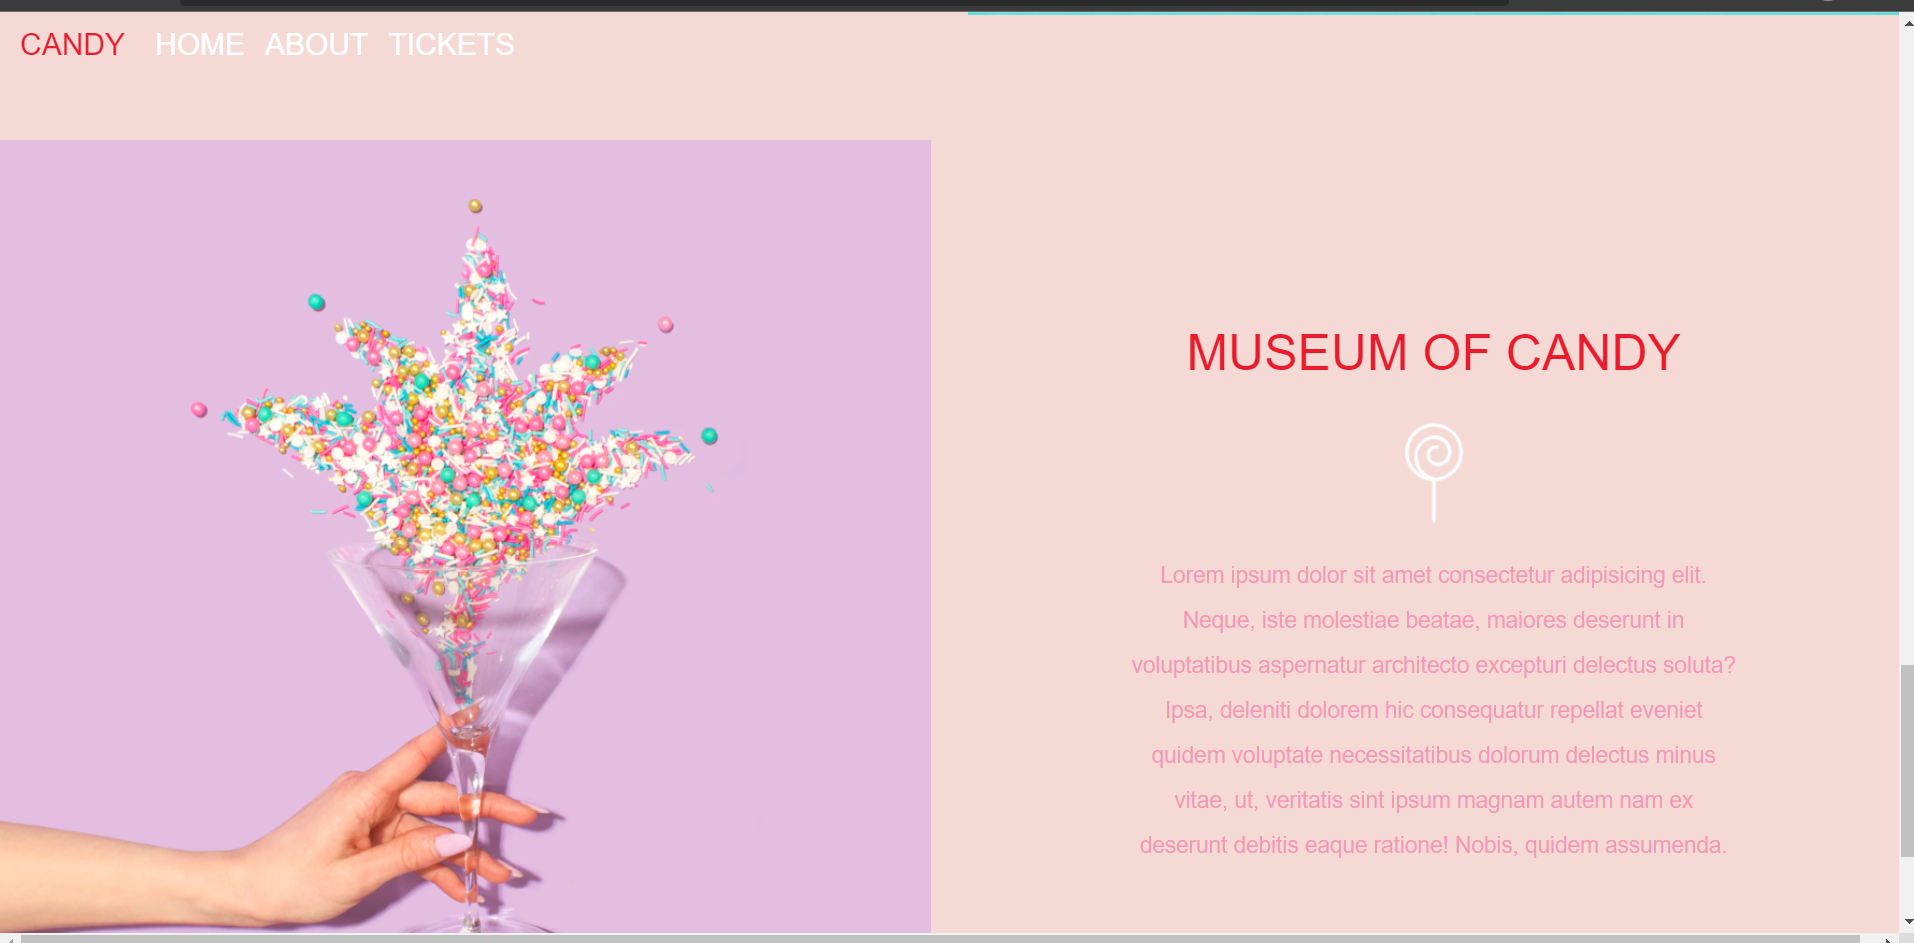 CANDY HOME ABOUT TICKETS
MUSEUM OF CANDY
Lorem ipsum dolor sit amet consectetur adipisicing elit.
Neque, iste molestiae beatae, maiores deserunt in
voluptatibus aspernatur architecto excepturi delectus soluta?
Ipsa, deleniti dolorem hic consequatur repellat eveniet
quidem voluptate necessitatibus dolorum delectus minus
vitae, ut, veritatis sint ipsum magnam autem nam ex
deserunt debitis eaque ratione! Nobis, quidem assumenda.